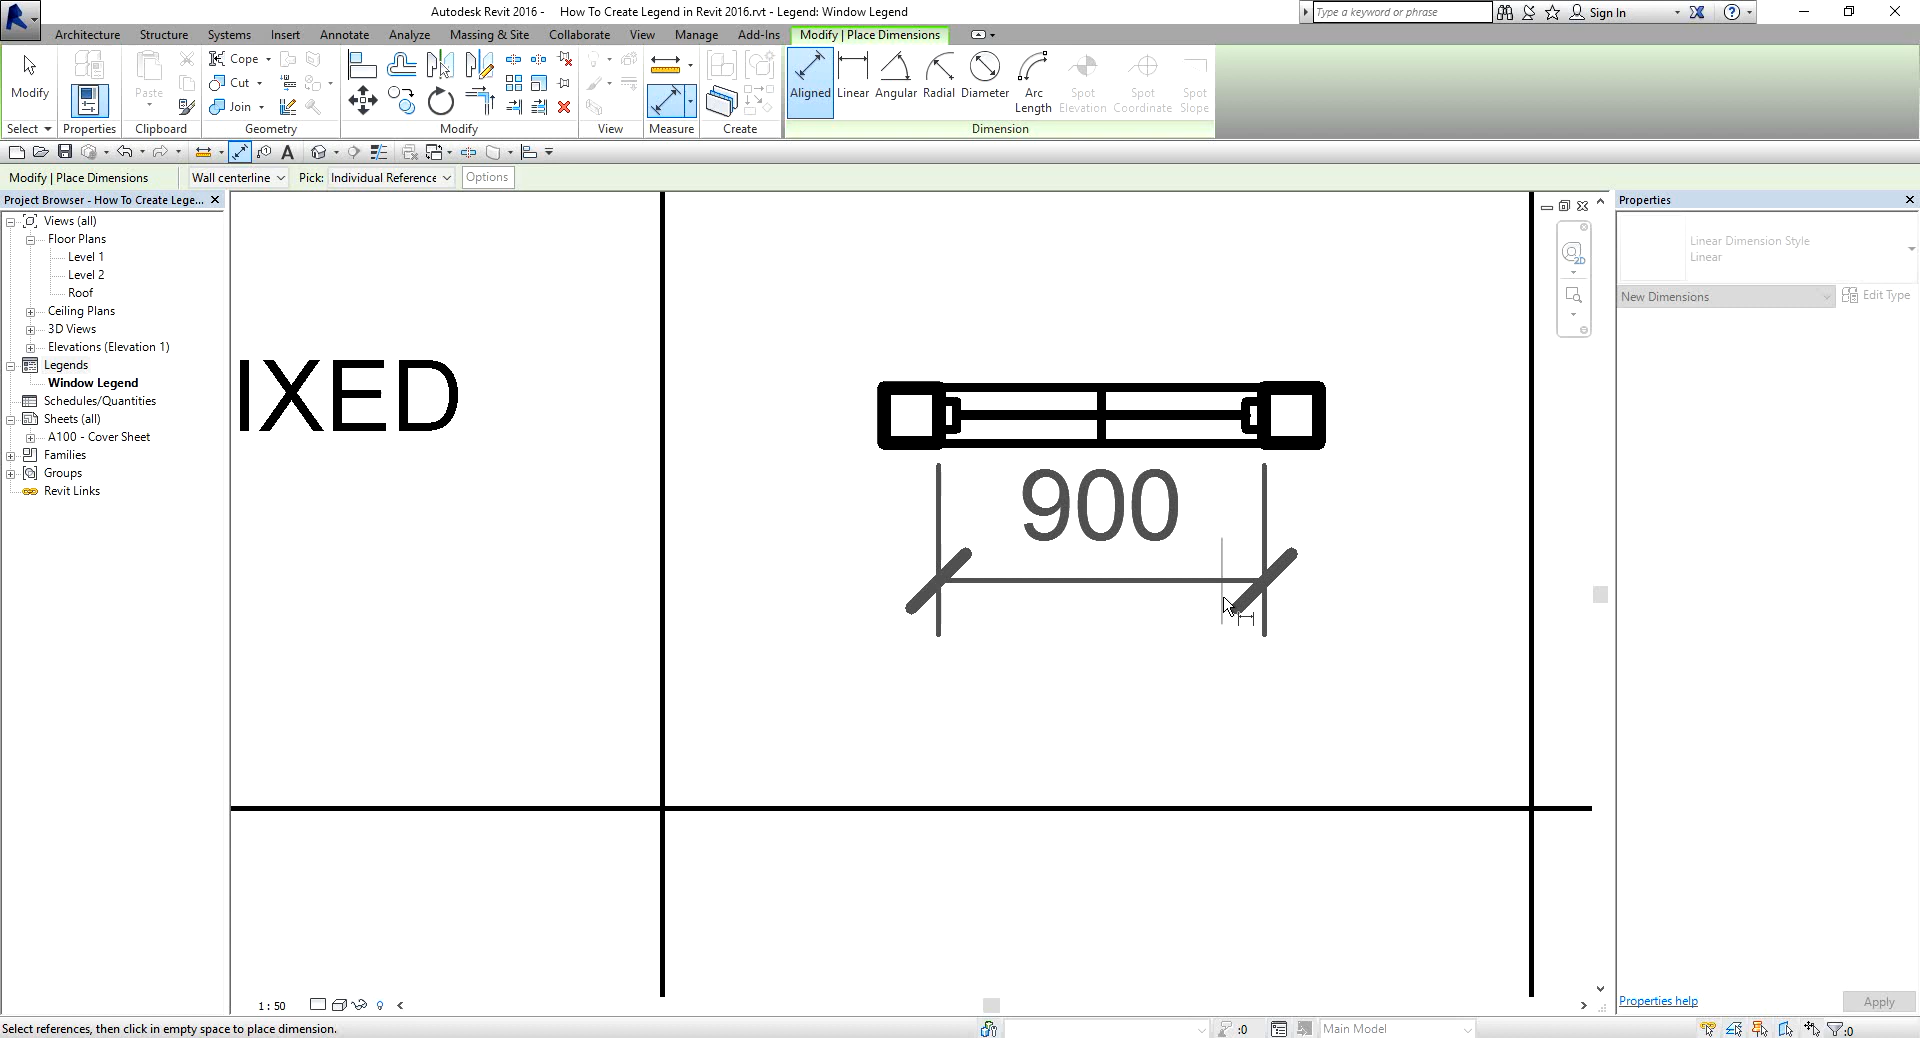 Autodesk Revit 2016 - How To Create Legend in Revit 2016.rvt - Legend: Window Legend
Type a keyword or phrase
Sign In
Architecture Structure Systems Insert Annotate Analyze Massing & Site Collaborate View Manage Add-Ins Modify | Place Dimensions
Modify
Paste
Cope
Cut
Join
Aligned Linear Angular Radial Diameter Arc Length Spot Elevation Spot Coordinate Spot Slope
Select Properties Clipboard Geometry Modify View Measure Create Dimension
A
Modify | Place Dimensions Wall centerline Pick: Individual Reference Options
Project Browser - How To Create Lege...
Views (all)
Floor Plans
Level 1
Level 2
Roof
Ceiling Plans
3D Views
Elevations (Elevation 1)
Legends
Window Legend
Schedules/Quantities
Sheets (all)
A100 - Cover Sheet
Families
Groups
Revit Links
IXED
900
2D
Properties
Linear Dimension Style
Linear
New Dimensions Edit Type
Properties help Apply
1 : 50
Select references, then click in empty space to place dimension.
:0
Main Model
:0